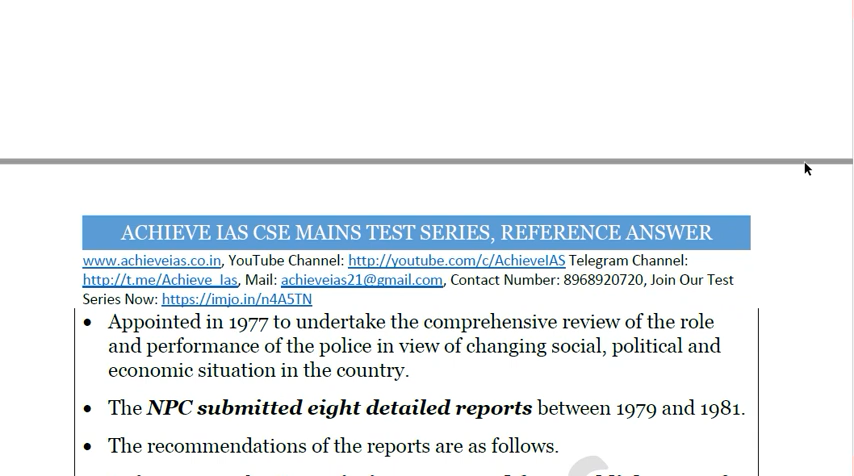 ACHIEVE IAS CSE MAINS TEST SERIES, REFERENCE ANSWER
www.achieveias.co.in, YouTube Channel: http://youtube.com/c/AchieveIAS Telegram Channel:
http://t.me/Achieve_Ias, Mail: achieveias21@gmail.com, Contact Number: 8968920720, Join Our Test
Series Now: https://imjo.in/n4A5TN
• Appointed in 1977 to undertake the comprehensive review of the role
and performance of the police in view of changing social, political and
economic situation in the country.
• The NPC submitted eight detailed reports between 1979 and 1981.
• The recommendations of the reports are as follows.